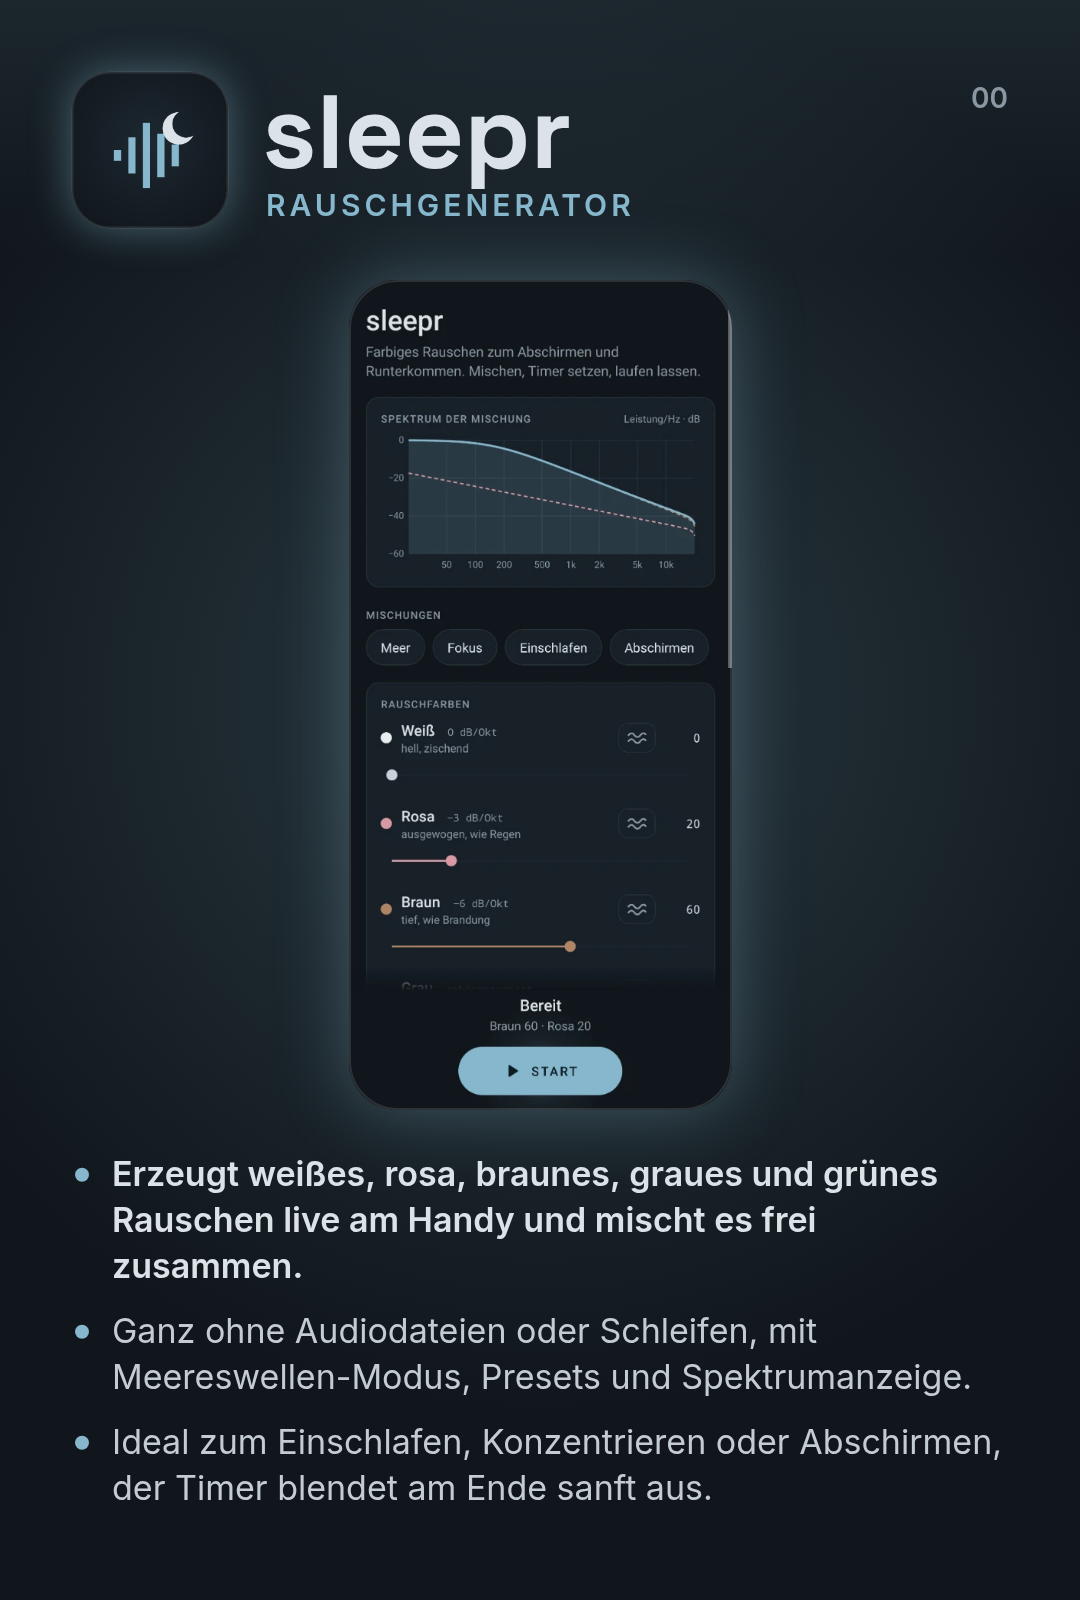 sleepr
RAUSCHGENERATOR
00
sleepr
Farbiges Rauschen zum Abschirmen und
Runterkommen. Mischen, Timer setzen, laufen lassen.
SPEKTRUM DER MISCHUNG Leistung/Hz · dB
0
−20
−40
−60
50 100 200 500 1k 2k 5k 10k
MISCHUNGEN
Meer Fokus Einschlafen Abschirmen
RAUSCHFARBEN
Weiß 0 dB/Okt 0
hell, zischend
Rosa −3 dB/Okt 20
ausgewogen, wie Regen
Braun −6 dB/Okt 60
tief, wie Brandung
Grau
Bereit
Braun 60 · Rosa 20
START
Erzeugt weißes, rosa, braunes, graues und grünes
Rauschen live am Handy und mischt es frei
zusammen.
Ganz ohne Audiodateien oder Schleifen, mit
Meereswellen-Modus, Presets und Spektrumanzeige.
Ideal zum Einschlafen, Konzentrieren oder Abschirmen,
der Timer blendet am Ende sanft aus.